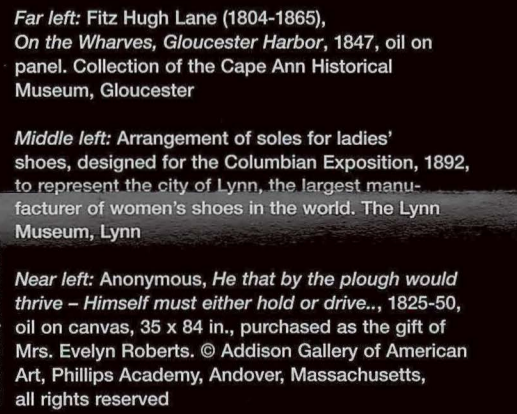 Far left: Fitz Hugh Lane (1804-1865),
On the Wharves, Gloucester Harbor, 1847, oil on
panel. Collection of the Cape Ann Historical
Museum, Gloucester
Middle left: Arrangement of soles for ladies'
shoes, designed for the Columbian Exposition, 1892,
to represent the city of Lynn, the largest manu-
facturer of women's shoes in the world. The Lynn
Museum, Lynn
Near left: Anonymous, He that by the plough would
thrive – Himself must either hold or drive.., 1825-50,
oil on canvas, 35 x 84 in., purchased as the gift of
Mrs. Evelyn Roberts. © Addison Gallery of American
Art, Phillips Academy, Andover, Massachusetts,
all rights reserved